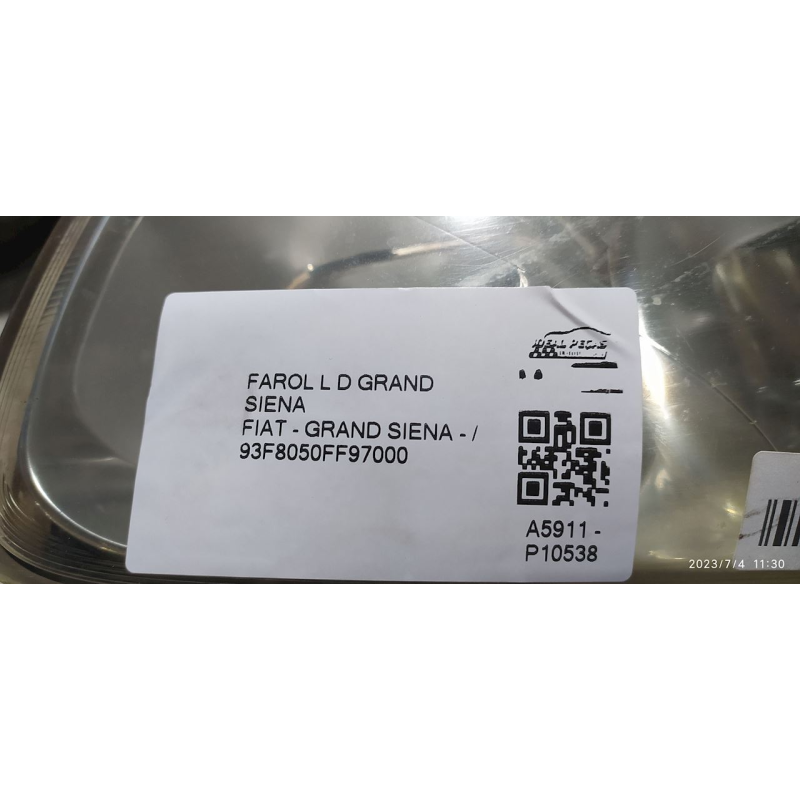 IDEAL PEÇAS
FAROL L D GRAND
SIENA
FIAT - GRAND SIENA - /
93F8050FF97000
A5911 -
P10538
2023/7/4 11:30